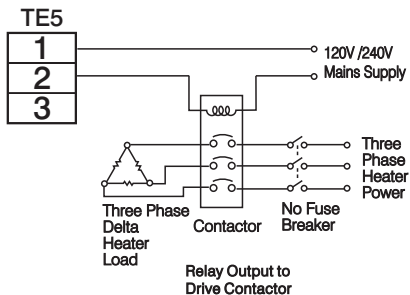 TE5
1
2
3
120V /240V
Mains Supply
Three
Phase
Heater
Power
Three Phase
Delta
Heater
Load
Contactor
No Fuse
Breaker
Relay Output to
Drive Contactor